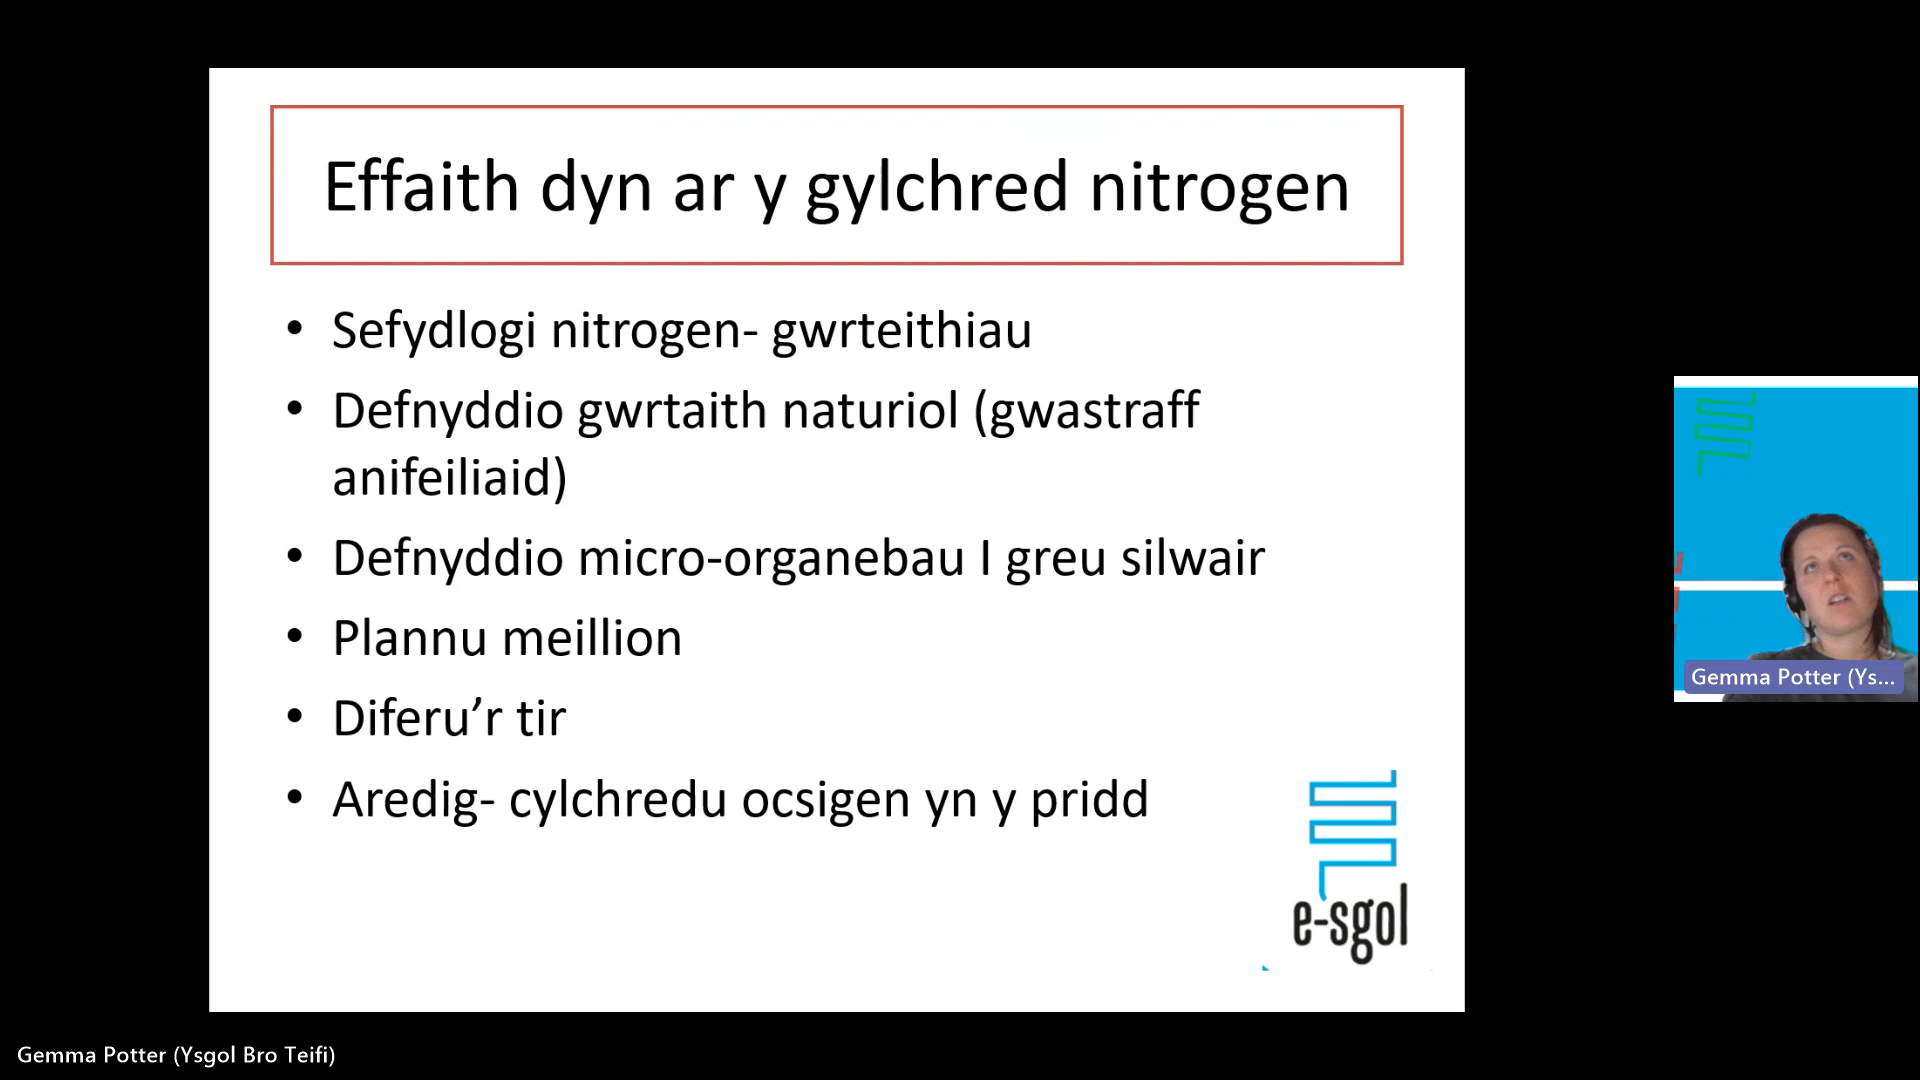 Effaith dyn ar y gylchred nitrogen
• Sefydlogi nitrogen- gwrteithiau
• Defnyddio gwrtaith naturiol (gwastraff
anifeiliaid)
• Defnyddio micro-organebau I greu silwair
• Plannu meillion
• Diferu’r tir
• Aredig- cylchredu ocsigen yn y pridd
e-sgol
Gemma Potter (Ys...
Gemma Potter (Ysgol Bro Teifi)